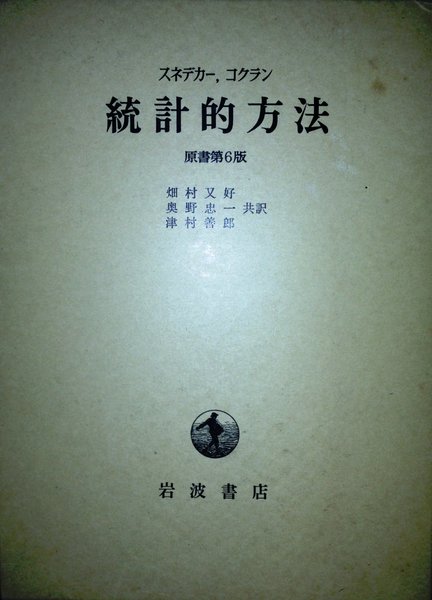 スネデカー, コクラン
統計的方法
原書第6版
畑村又好
奥野忠一 共訳
津村善郎
岩波書店